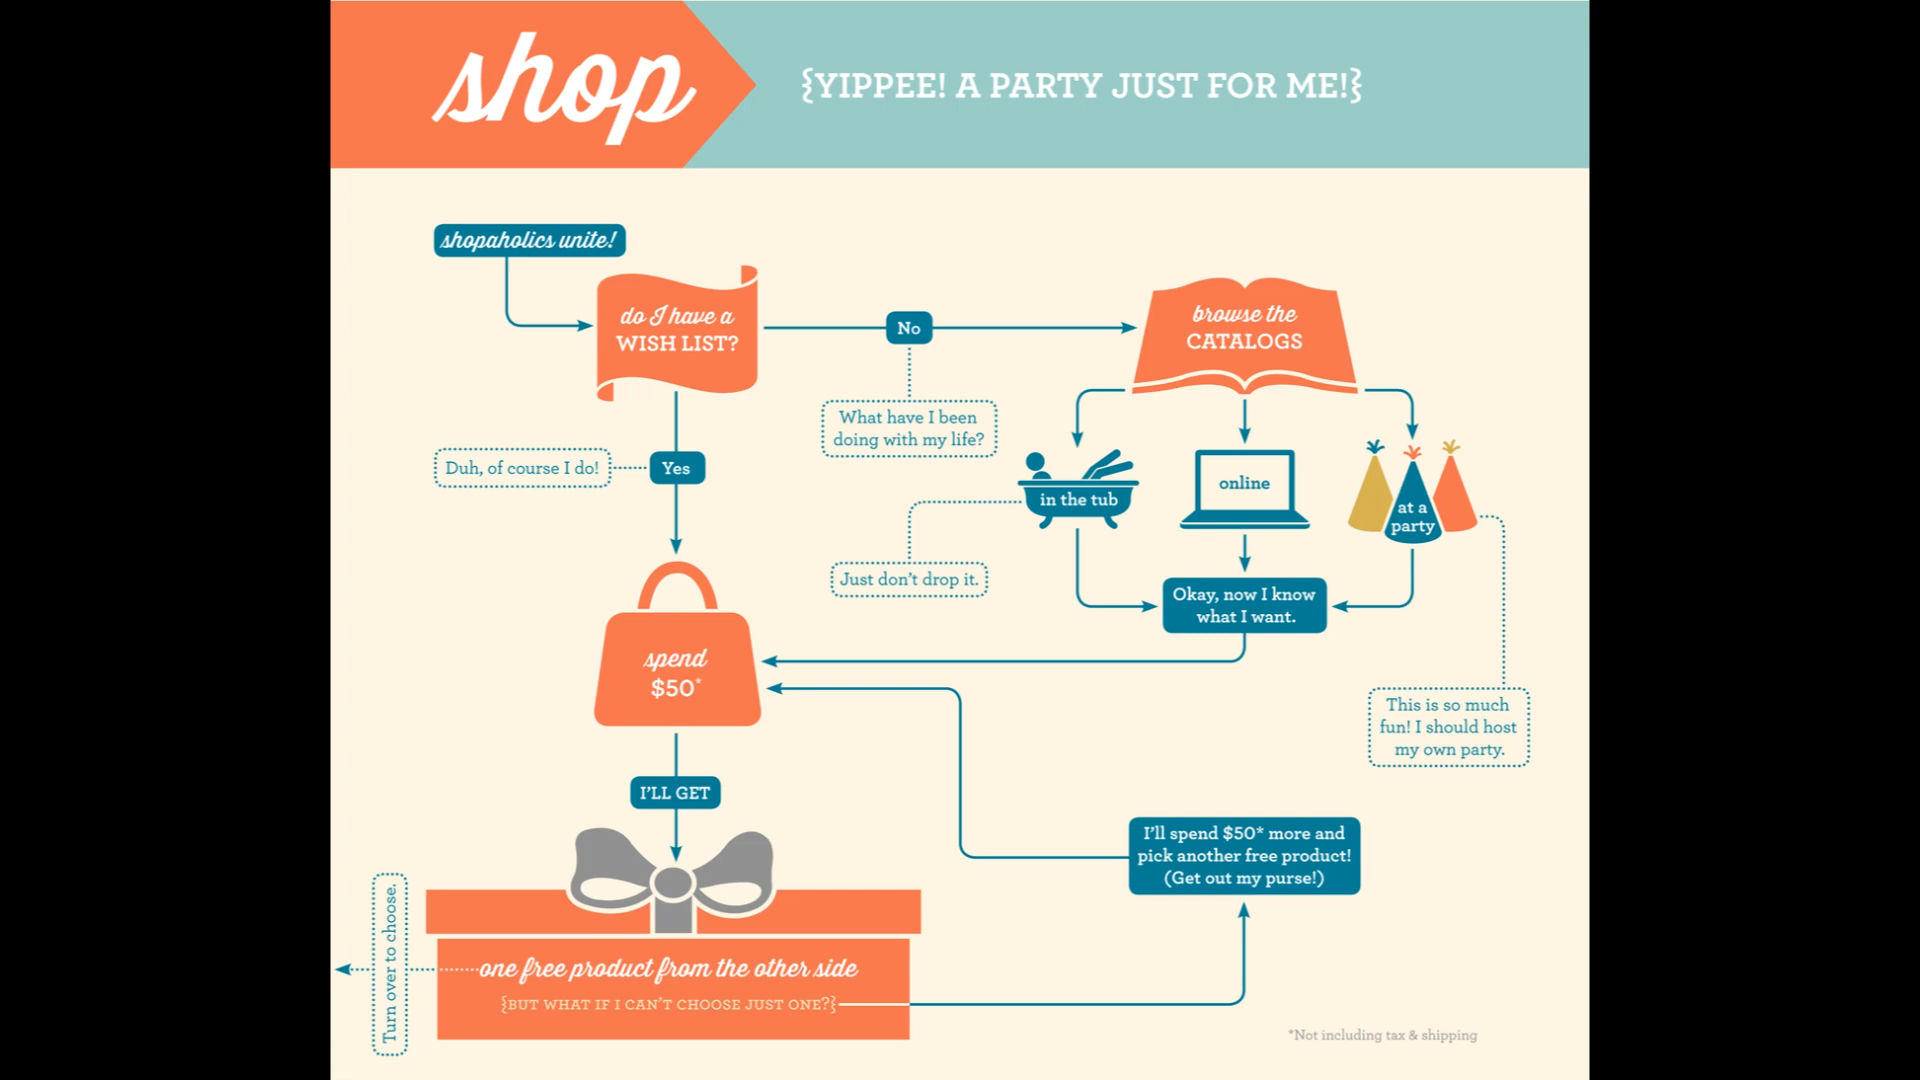 shop
{YIPPEE! A PARTY JUST FOR ME!}
shopaholics unite!
do I have a
WISH LIST?
No
browse the
CATALOGS
What have I been
doing with my life?
Duh, of course I do!
Yes
in the tub
online
at a
party
Just don't drop it.
Okay, now I know
what I want.
spend
$50*
This is so much
fun! I should host
my own party.
I'LL GET
I'll spend $50* more and
pick another free product!
(Get out my purse!)
Turn over to choose.
one free product from the other side
{BUT WHAT IF I CAN'T CHOOSE JUST ONE?}
*Not including tax & shipping